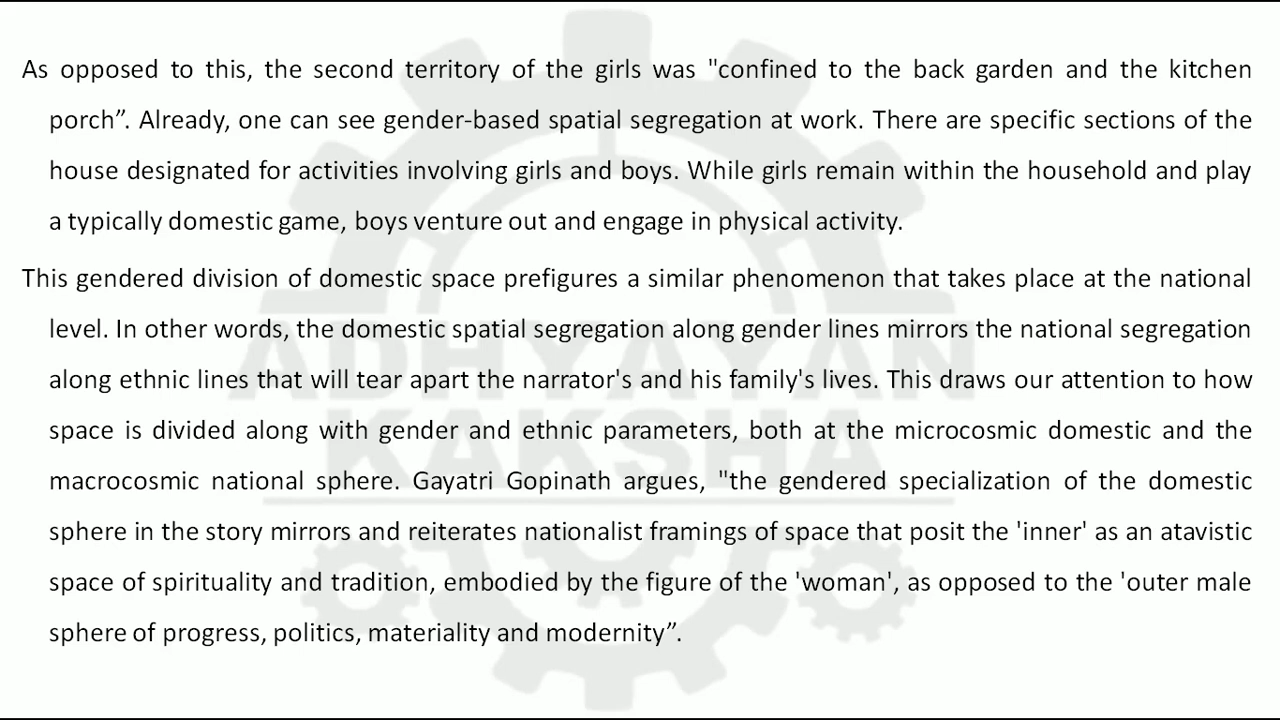 As opposed to this, the second territory of the girls was "confined to the back garden and the kitchen
porch”. Already, one can see gender-based spatial segregation at work. There are specific sections of the
house designated for activities involving girls and boys. While girls remain within the household and play
a typically domestic game, boys venture out and engage in physical activity.
This gendered division of domestic space prefigures a similar phenomenon that takes place at the national
level. In other words, the domestic spatial segregation along gender lines mirrors the national segregation
along ethnic lines that will tear apart the narrator's and his family's lives. This draws our attention to how
space is divided along with gender and ethnic parameters, both at the microcosmic domestic and the
macrocosmic national sphere. Gayatri Gopinath argues, "the gendered specialization of the domestic
sphere in the story mirrors and reiterates nationalist framings of space that posit the 'inner' as an atavistic
space of spirituality and tradition, embodied by the figure of the 'woman', as opposed to the 'outer male
sphere of progress, politics, materiality and modernity”.
ADHYAYAN
KAKSHA